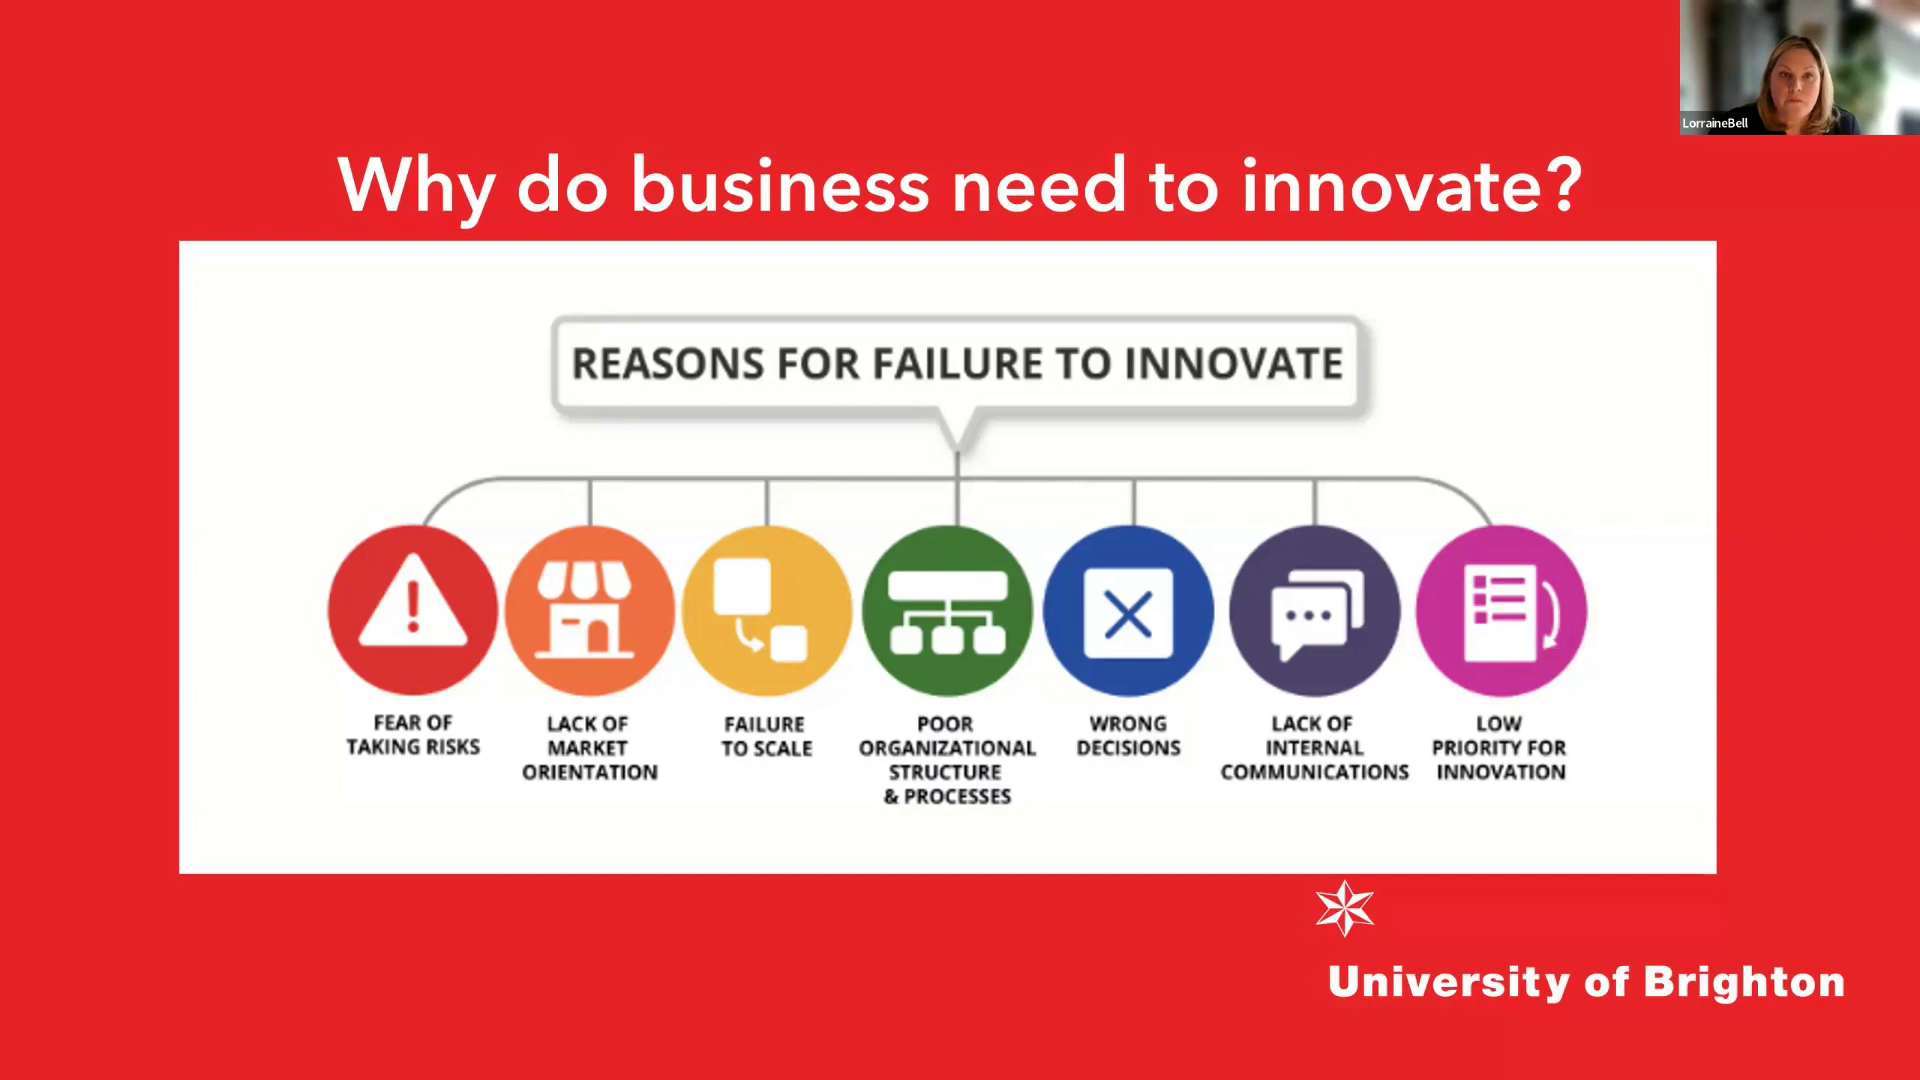 LorraineBell
Why do business need to innovate?
REASONS FOR FAILURE TO INNOVATE
FEAR OF
TAKING RISKS
LACK OF
MARKET
ORIENTATION
FAILURE
TO SCALE
POOR
ORGANIZATIONAL
STRUCTURE
& PROCESSES
WRONG
DECISIONS
LACK OF
INTERNAL
COMMUNICATIONS
LOW
PRIORITY FOR
INNOVATION
University of Brighton